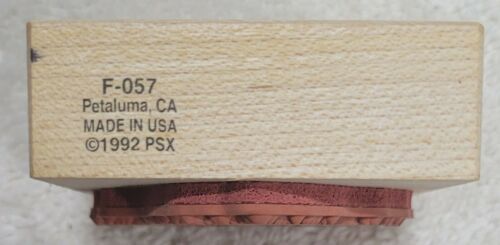 F-057
Petaluma, CA
MADE IN USA
©1992 PSX